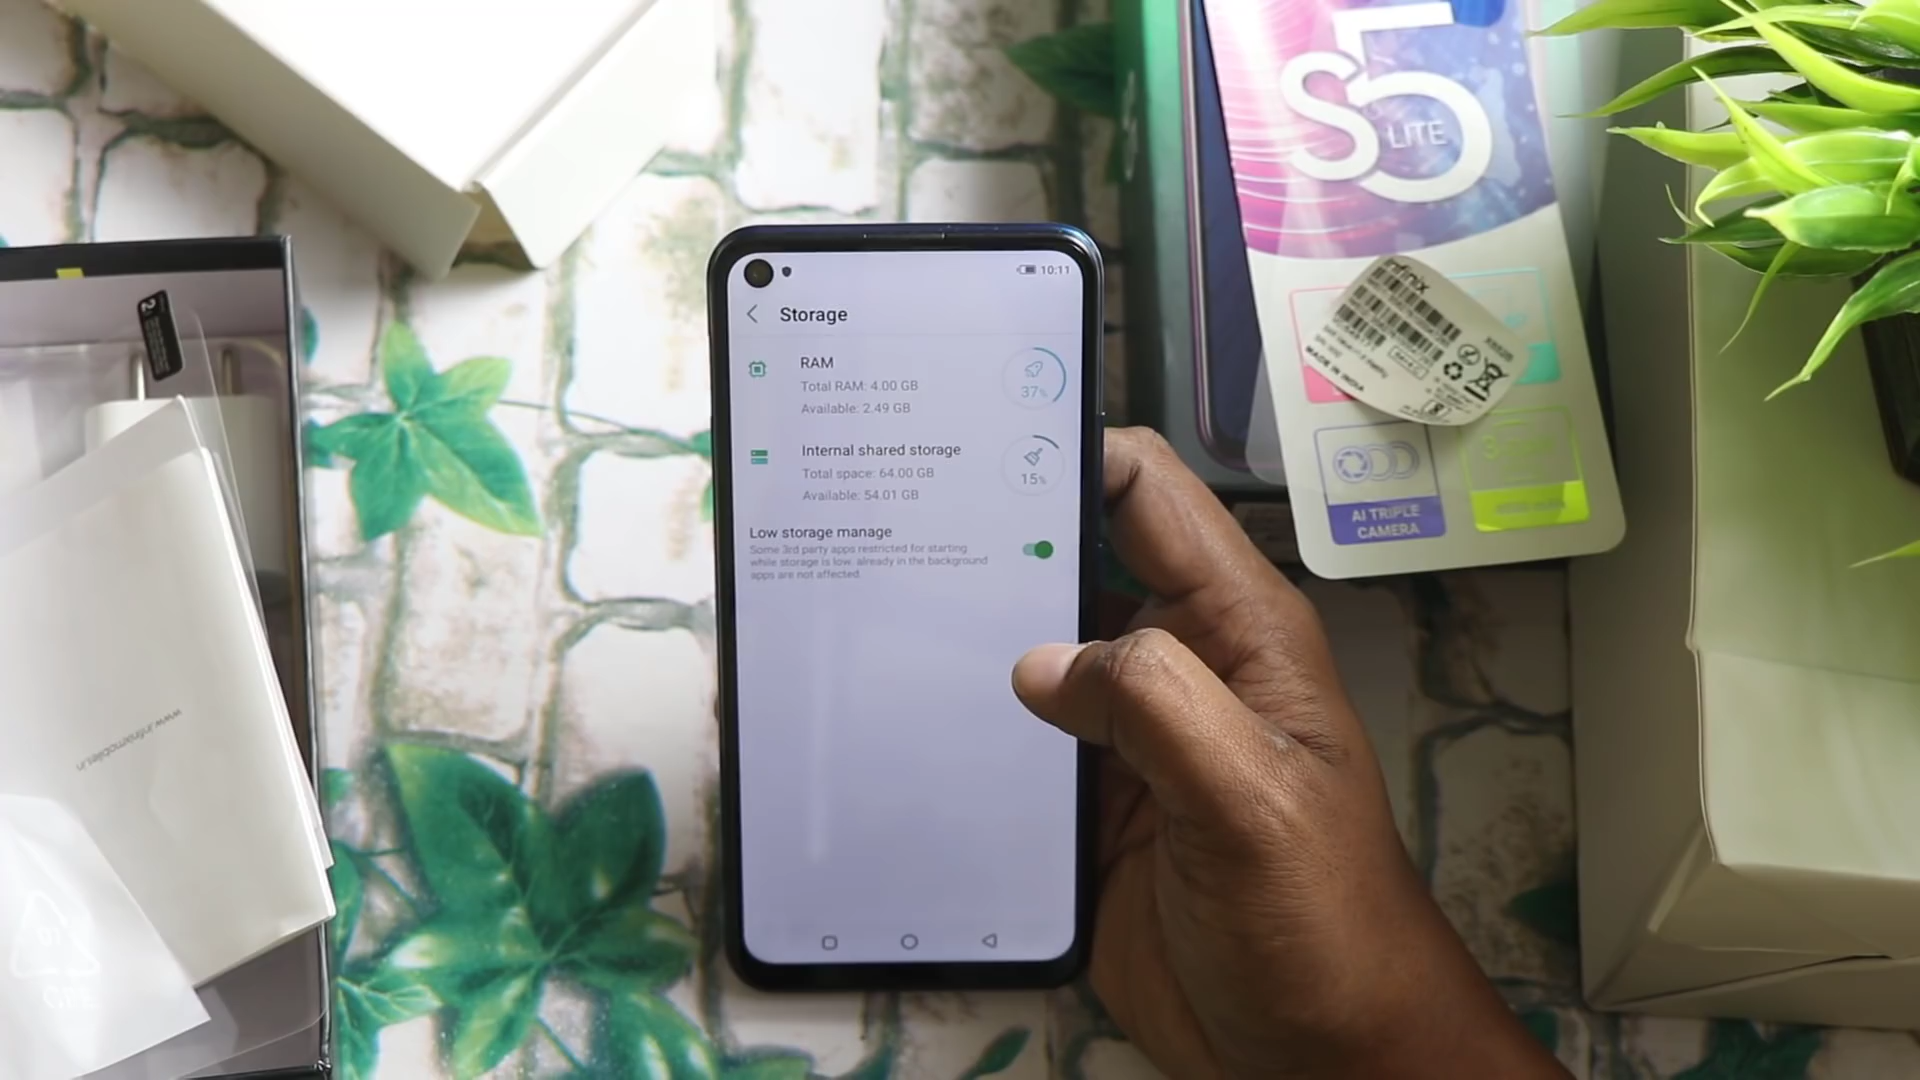 10:11
Storage
RAM
Total RAM: 4.00 GB
Available: 2.49 GB
37%
Internal shared storage
Total space: 64.00 GB
Available: 54.01 GB
15%
Low storage manage
Some 3rd party apps restricted for starting
while storage is low. already in the background
apps are not affected.
S5
LITE
infinix
MADE IN INDIA
AI TRIPLE
CAMERA
2
www.infinixmobiles.in